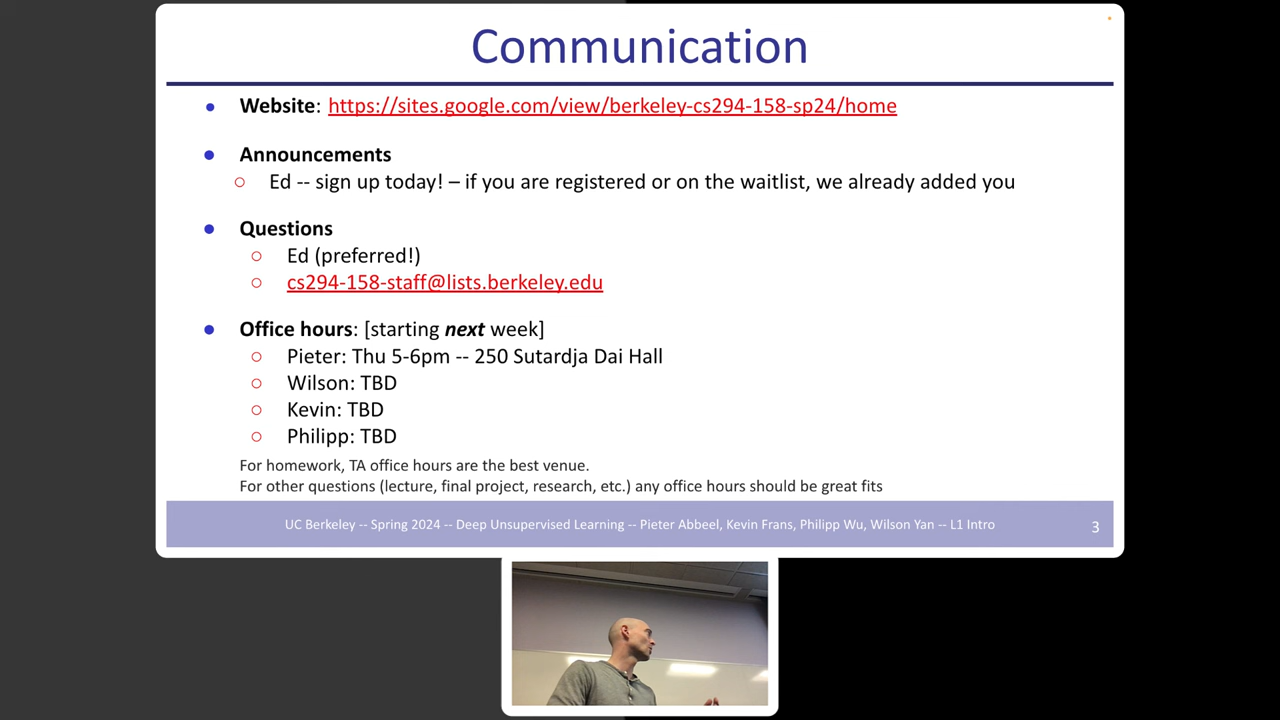 Communication
Website: https://sites.google.com/view/berkeley-cs294-158-sp24/home
Announcements
Ed -- sign up today! – if you are registered or on the waitlist, we already added you
Questions
Ed (preferred!)
cs294-158-staff@lists.berkeley.edu
Office hours: [starting next week]
Pieter: Thu 5-6pm -- 250 Sutardja Dai Hall
Wilson: TBD
Kevin: TBD
Philipp: TBD
For homework, TA office hours are the best venue.
For other questions (lecture, final project, research, etc.) any office hours should be great fits
UC Berkeley -- Spring 2024 -- Deep Unsupervised Learning -- Pieter Abbeel, Kevin Frans, Philipp Wu, Wilson Yan -- L1 Intro
3